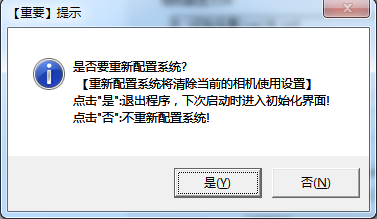 【重要】提示
是否要重新配置系统?
【重新配置系统将清除当前的相机使用设置】
点击"是":退出程序，下次启动时进入初始化界面!
点击"否":不重新配置系统!
是(Y)
否(N)